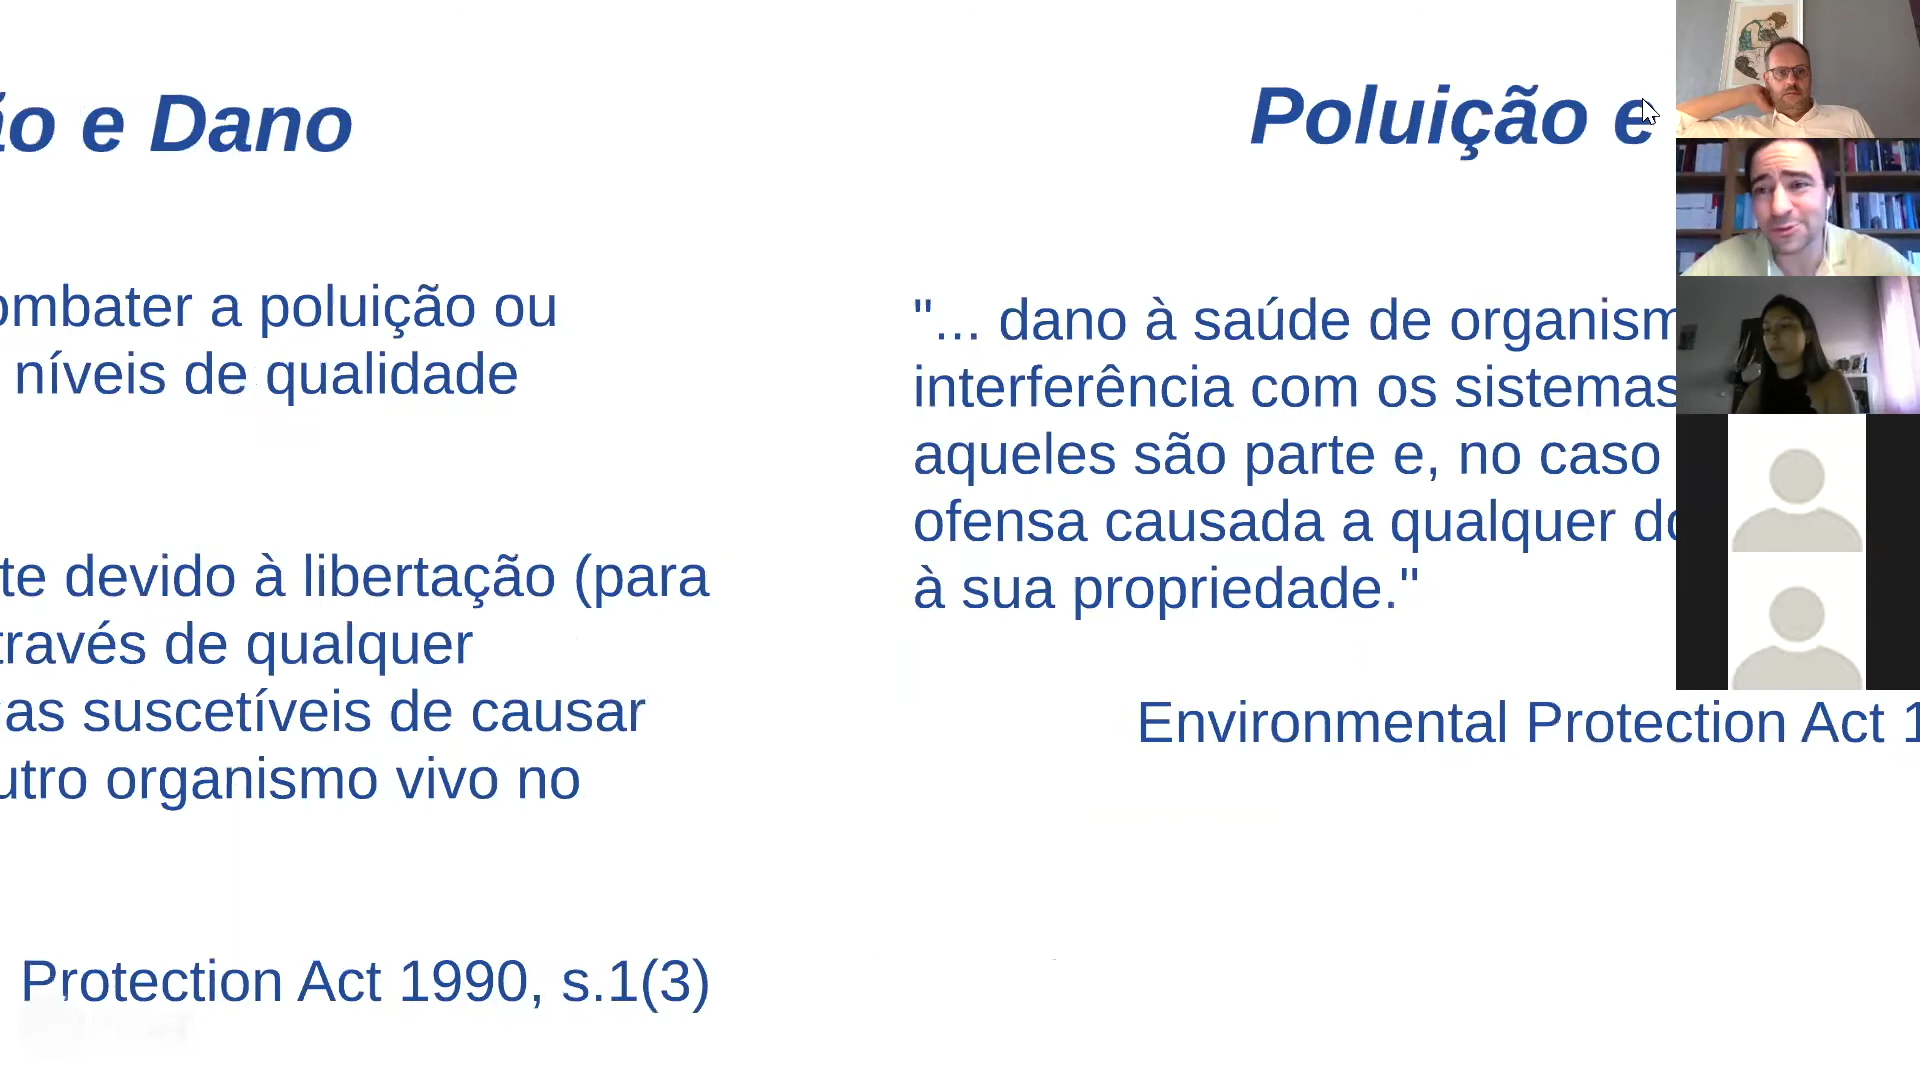 ão e Dano
ombater a poluição ou
níveis de qualidade
te devido à libertação (para
través de qualquer
as suscetíveis de causar
utro organismo vivo no
Protection Act 1990, s.1(3)
Poluição e
"... dano à saúde de organism
interferência com os sistemas
aqueles são parte e, no caso
ofensa causada a qualquer do
à sua propriedade."
Environmental Protection Act 1